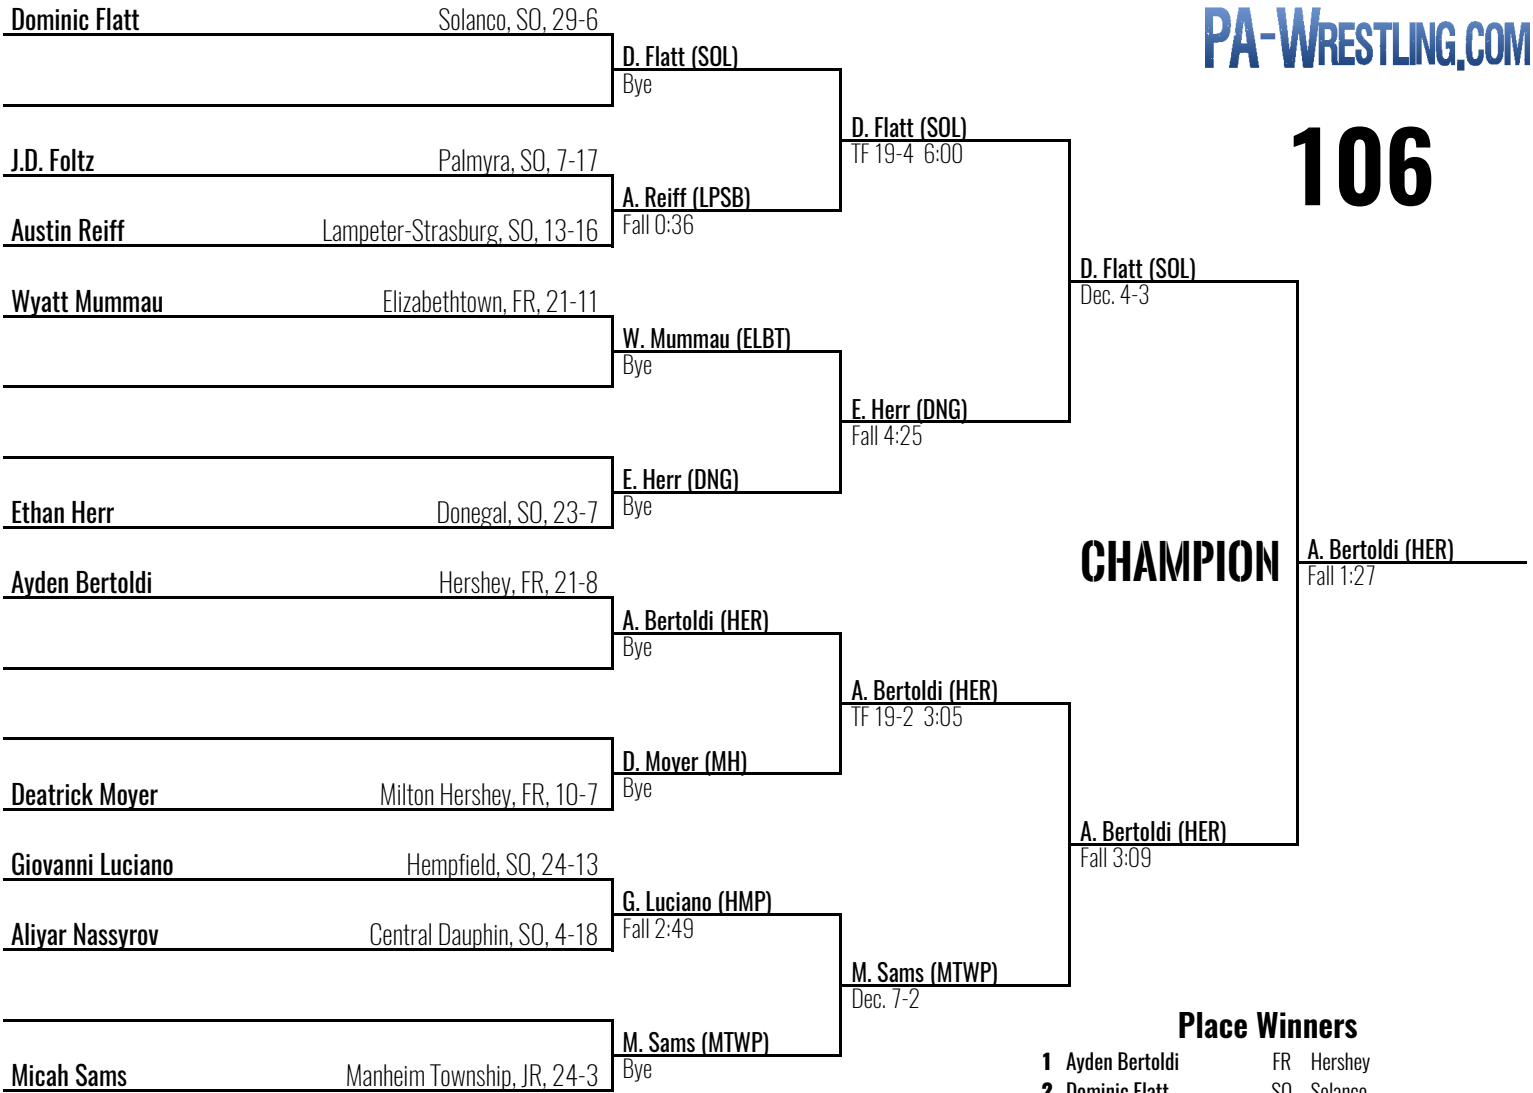 Dominic Flatt Solanco, SO, 29-6
PA-WRESTLING.COM
D. Flatt (SOL)
Bye
D. Flatt (SOL)
TF 19-4 6:00
106
J.D. Foltz Palmyra, SO, 7-17
A. Reiff (LPSB)
Fall 0:36
Austin Reiff Lampeter-Strasburg, SO, 13-16
D. Flatt (SOL)
Dec. 4-3
Wyatt Mummau Elizabethtown, FR, 21-11
W. Mummau (ELBT)
Bye
E. Herr (DNG)
Fall 4:25
E. Herr (DNG)
Bye
Ethan Herr Donegal, SO, 23-7
CHAMPION
A. Bertoldi (HER)
Fall 1:27
Ayden Bertoldi Hershey, FR, 21-8
A. Bertoldi (HER)
Bye
A. Bertoldi (HER)
TF 19-2 3:05
D. Moyer (MH)
Bye
Deatrick Moyer Milton Hershey, FR, 10-7
A. Bertoldi (HER)
Fall 3:09
Giovanni Luciano Hempfield, SO, 24-13
G. Luciano (HMP)
Fall 2:49
Aliyar Nassyrov Central Dauphin, SO, 4-18
M. Sams (MTWP)
Dec. 7-2
M. Sams (MTWP)
Bye
Micah Sams Manheim Township, JR, 24-3
Place Winners
1 Ayden Bertoldi FR Hershey
2 Dominic Flatt SO Solanco